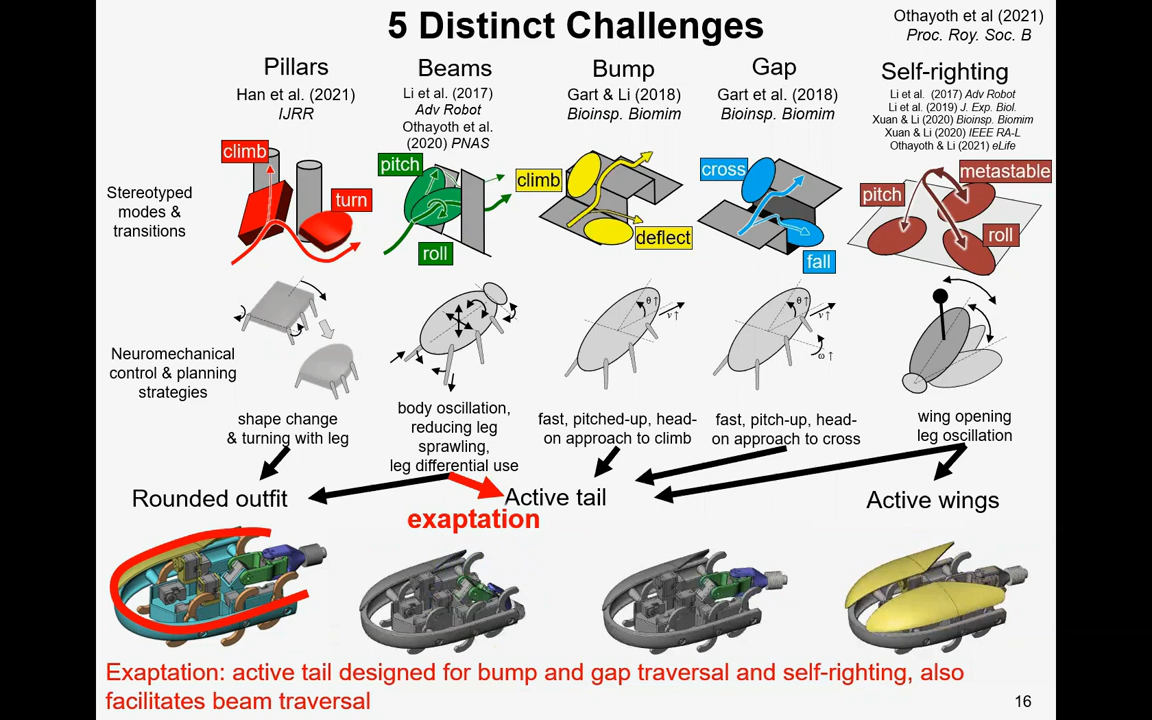 5 Distinct Challenges
Othayoth et al (2021)
Proc. Roy. Soc. B
Pillars
Han et al. (2021)
IJRR
Beams
Li et al. (2017)
Adv Robot
Othayoth et al.
(2020) PNAS
Bump
Gart & Li (2018)
Bioinsp. Biomim
Gap
Gart et al. (2018)
Bioinsp. Biomim
Self-righting
Li et al. (2017) Adv Robot
Li et al. (2019) J. Exp. Biol.
Xuan & Li (2020) Bioinsp. Biomim
Xuan & Li (2020) IEEE RA-L
Othayoth & Li (2021) eLife
Stereotyped
modes &
transitions
climb
turn
pitch
roll
climb
deflect
cross
fall
pitch
metastable
roll
Neuromechanical
control & planning
strategies
θ↑
v↑
θ↑
v↑
ω↑
shape change
& turning with leg
body oscillation,
reducing leg
sprawling,
leg differential use
fast, pitched-up, head-
on approach to climb
fast, pitch-up, head-
on approach to cross
wing opening
leg oscillation
Rounded outfit
Active tail
Active wings
exaptation
Exaptation: active tail designed for bump and gap traversal and self-righting, also
facilitates beam traversal
16